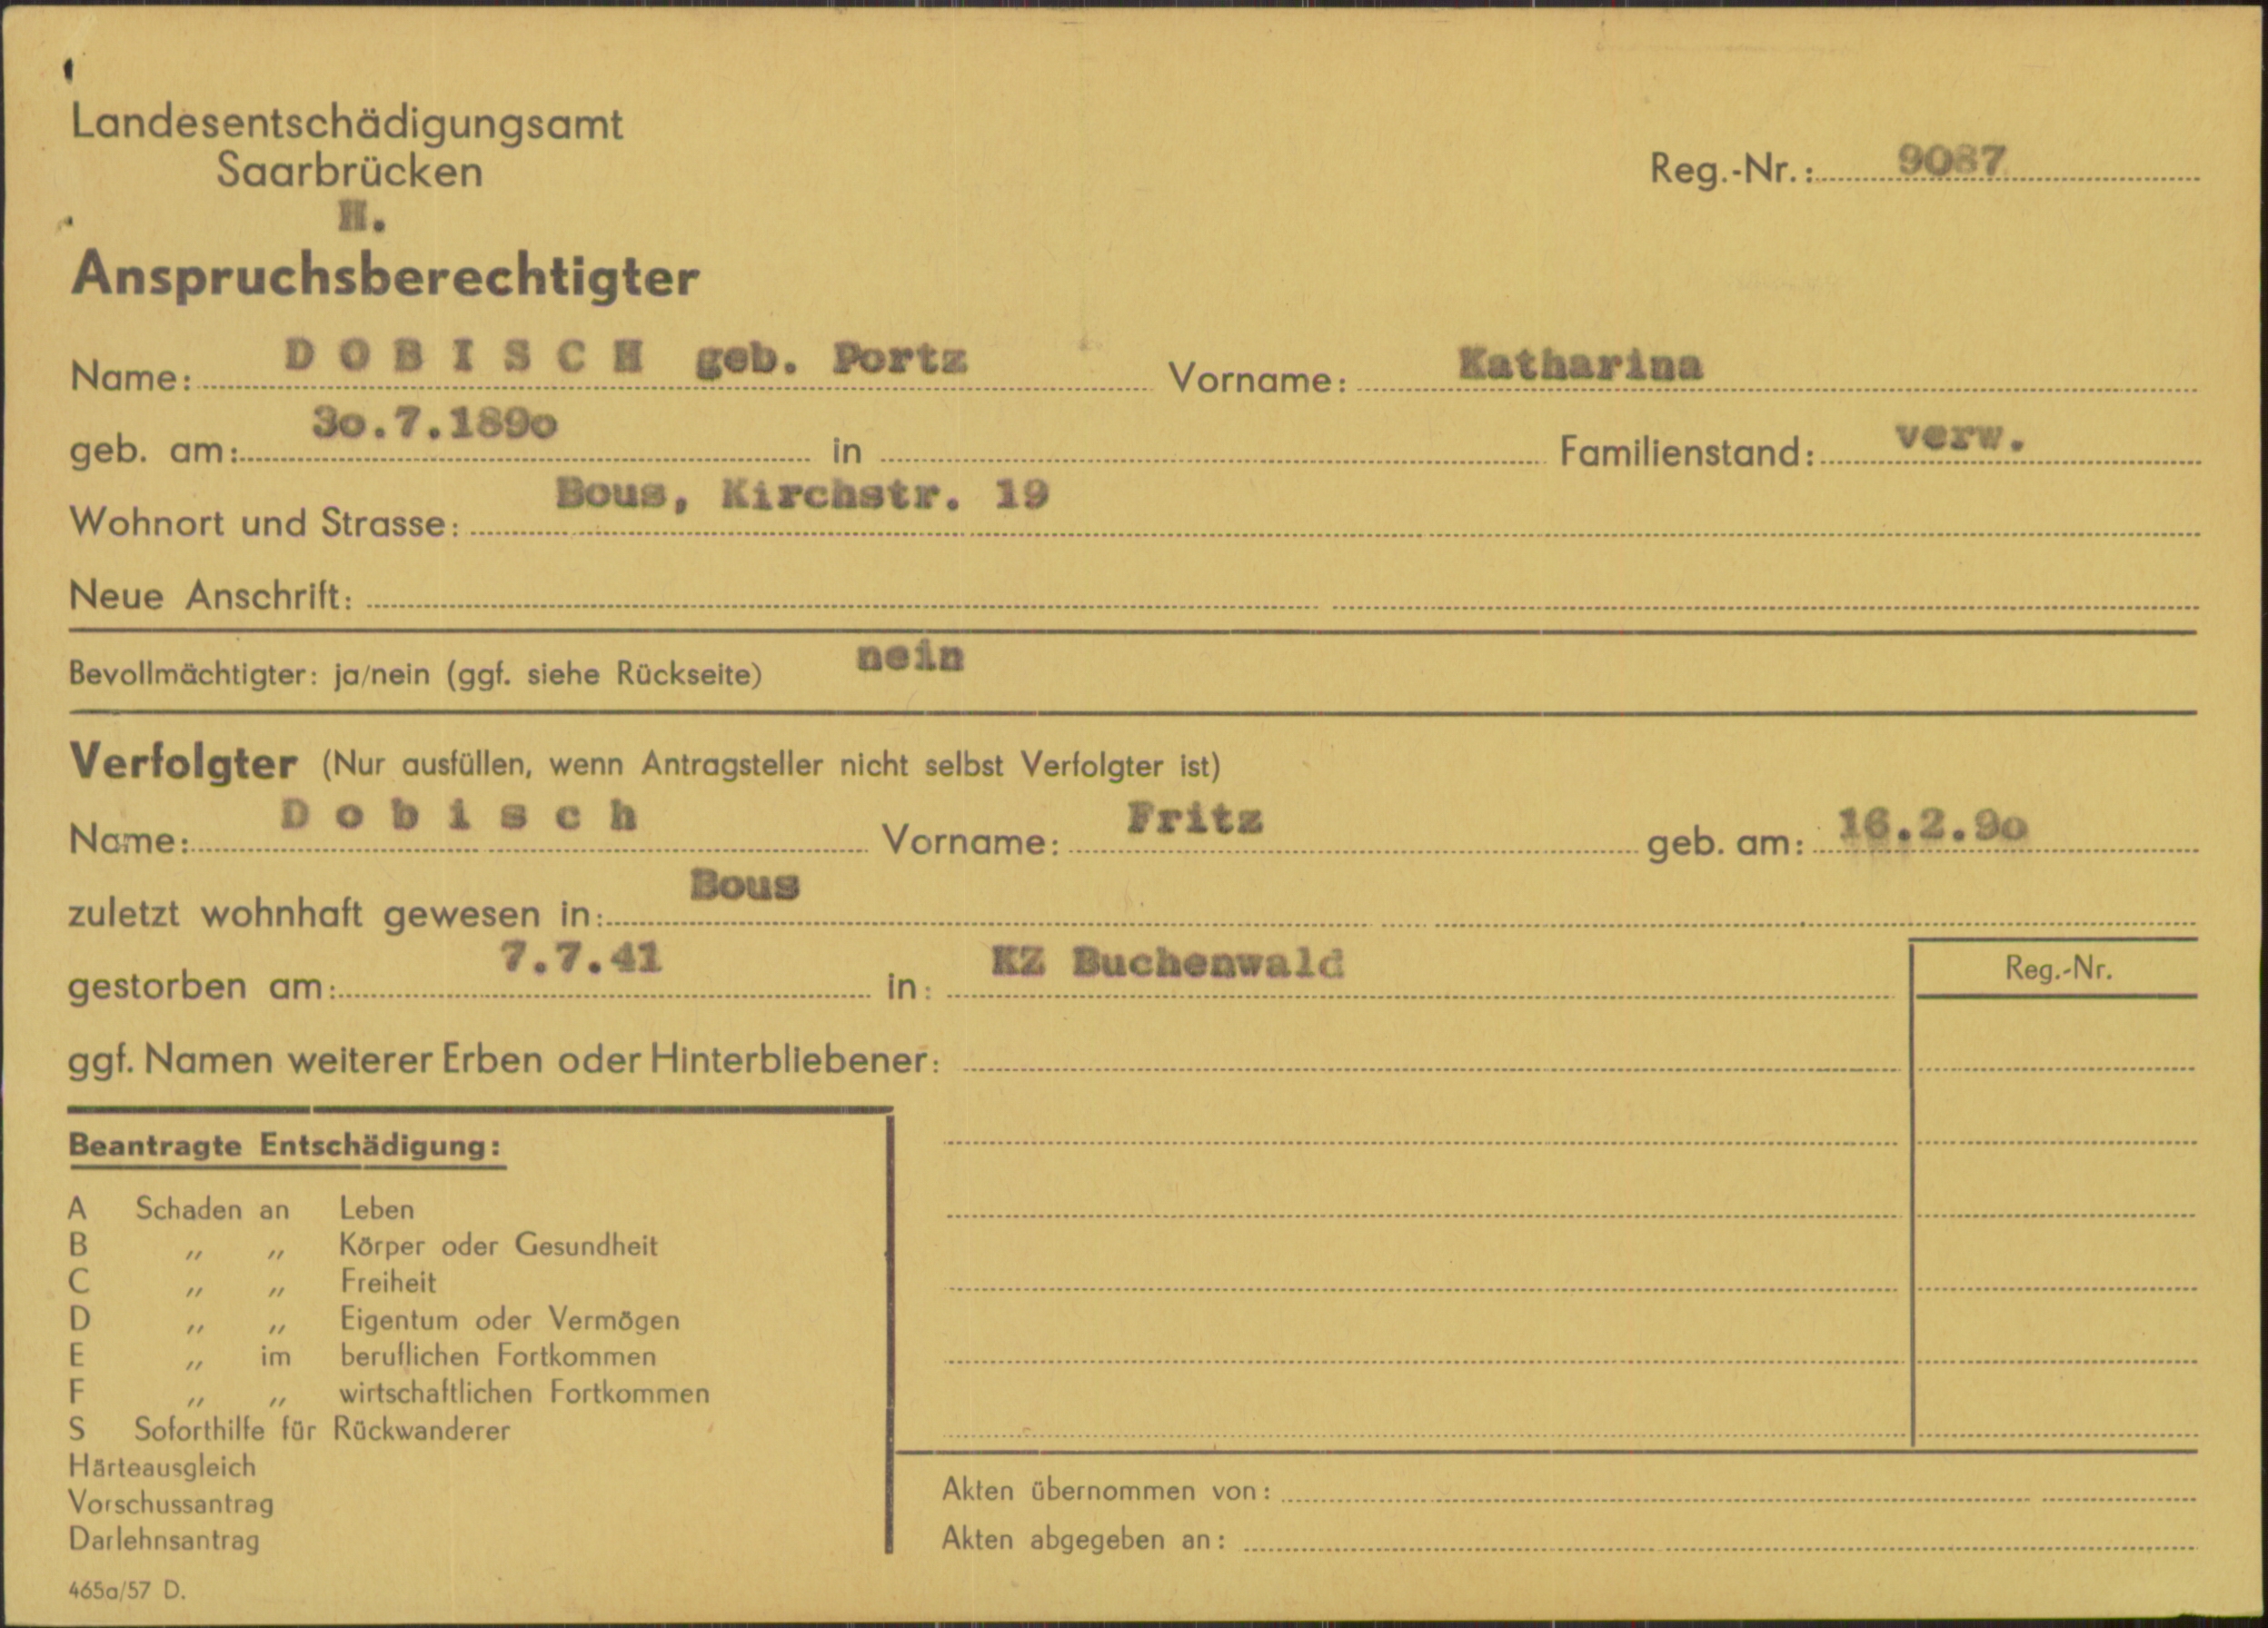 Landesentschädigungsamt
Saarbrücken
Reg.-Nr.: 9087
H.
Anspruchsberechtigter
Name: D O B I S C H geb. Portz Vorname: Katharina
geb. am: 3o.7.189o in Familienstand: verw.
Wohnort und Strasse: Bous, Kirchstr. 19
Neue Anschrift:
Bevollmächtigter: ja/nein (ggf. siehe Rückseite) nein
Verfolgter (Nur ausfüllen, wenn Antragsteller nicht selbst Verfolgter ist)
Name: D o b i s c h Vorname: Fritz geb. am: 16.2.9o
zuletzt wohnhaft gewesen in: Bous
gestorben am: 7.7.41 in: KZ Buchenwald
Reg.-Nr.
ggf. Namen weiterer Erben oder Hinterbliebener:
Beantragte Entschädigung:
A Schaden an Leben
B „ „ Körper oder Gesundheit
C „ „ Freiheit
D „ „ Eigentum oder Vermögen
E „ im beruflichen Fortkommen
F „ „ wirtschaftlichen Fortkommen
S Soforthilfe für Rückwanderer
Härteausgleich
Vorschussantrag
Darlehnsantrag
Akten übernommen von:
Akten abgegeben an:
465a/57 D.